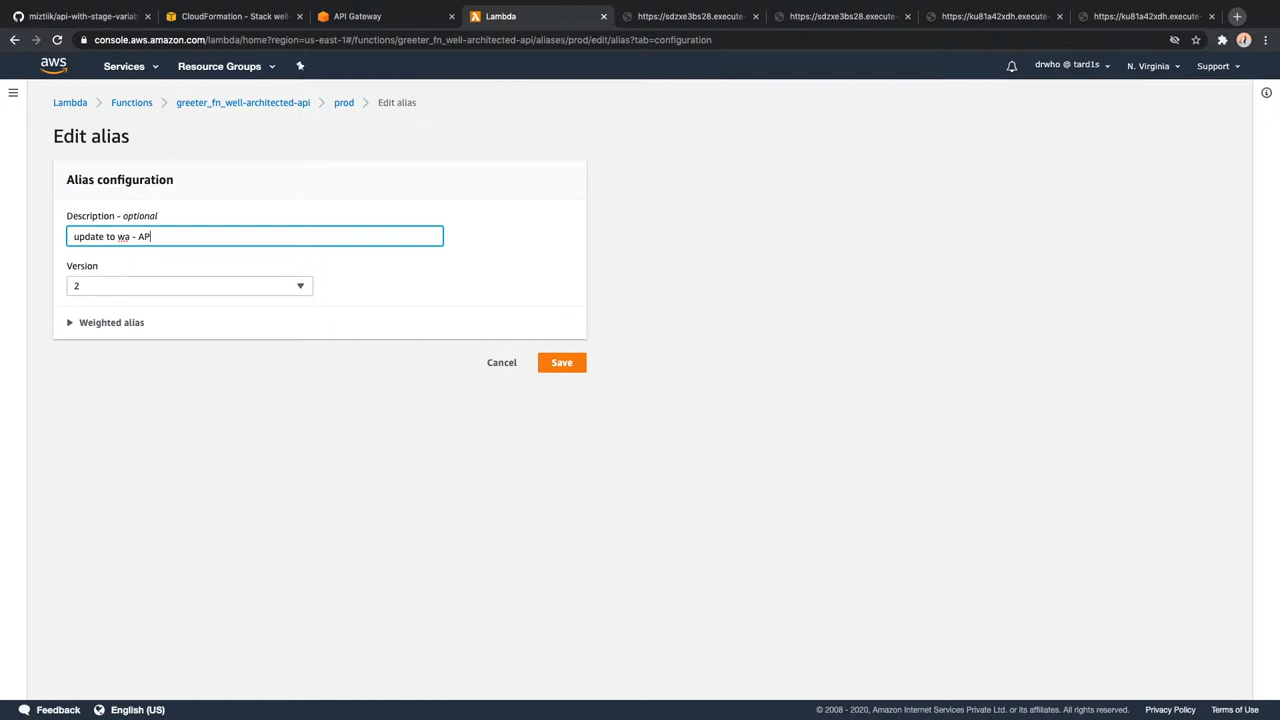 miztiik/api-with-stage-variab
CloudFormation - Stack well-
API Gateway
Lambda
https://sdzxe3bs28.execute-
https://sdzxe3bs28.execute-
https://ku81a42xdh.execute-
https://ku81a42xdh.execute-
console.aws.amazon.com/lambda/home?region=us-east-1#/functions/greeter_fn_well-architected-api/aliases/prod/edit/alias?tab=configuration
aws
Services
Resource Groups
drwho @ tard1s
N. Virginia
Support
Lambda
Functions
greeter_fn_well-architected-api
prod
Edit alias
Edit alias
Alias configuration
Description - optional
update to wa - AP
Version
2
Weighted alias
Cancel
Save
Feedback
English (US)
© 2008 - 2020, Amazon Internet Services Private Ltd. or its affiliates. All rights reserved.
Privacy Policy
Terms of Use